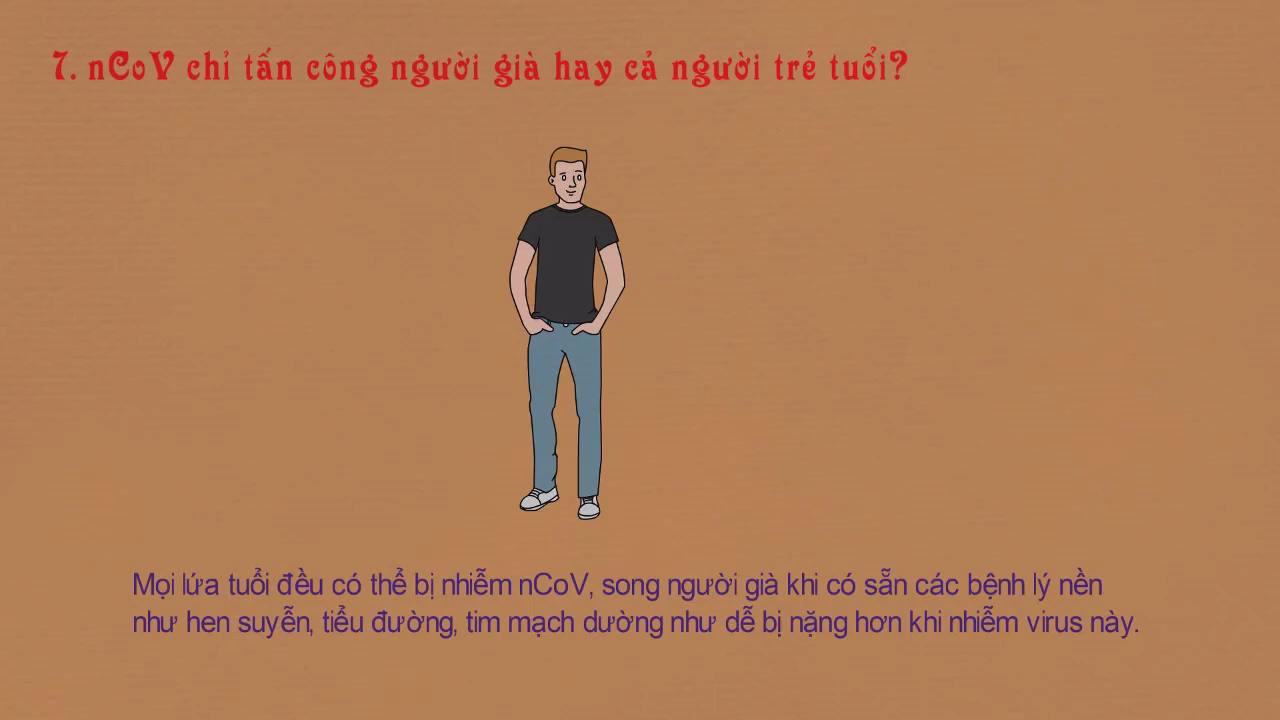 7. nCoV chỉ tấn công người già hay cả người trẻ tuổi?
Mọi lứa tuổi đều có thể bị nhiễm nCoV, song người già khi có sẵn các bệnh lý nền
như hen suyễn, tiểu đường, tim mạch dường như dễ bị nặng hơn khi nhiễm virus này.